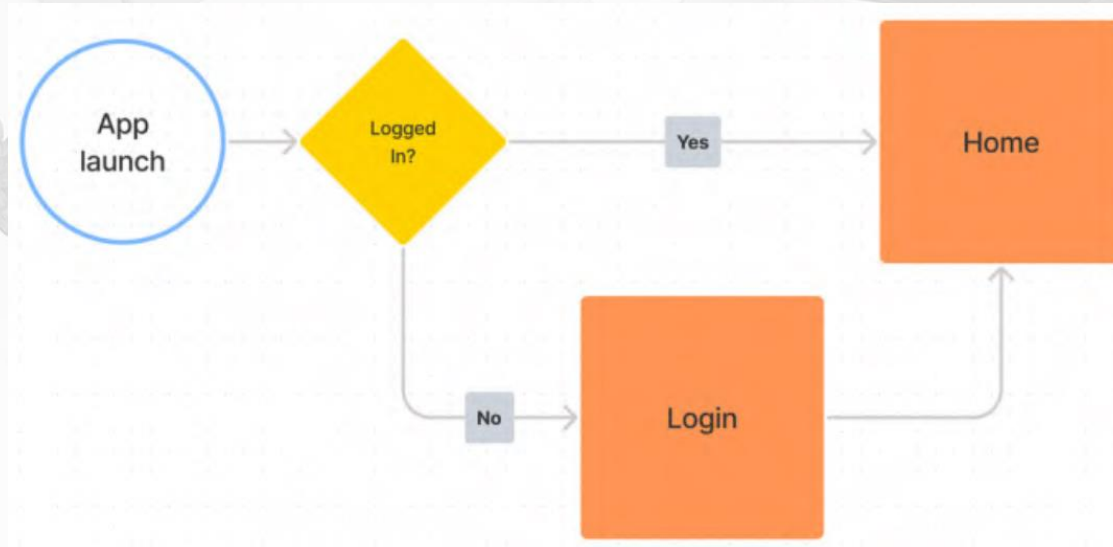 App
launch
Logged
In?
Yes
Home
No
Login